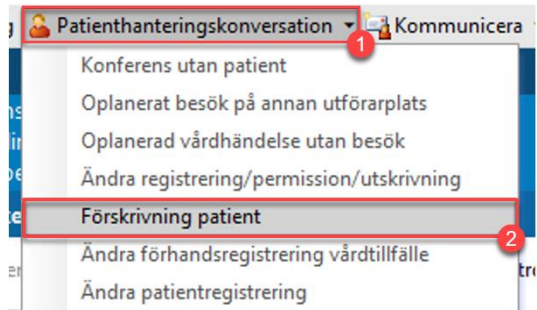 Patienthanteringskonversation Kommunicera
1
Konferens utan patient
Oplanerat besök på annan utförarplats
Oplanerad vårdhändelse utan besök
Ändra registrering/permission/utskrivning
Förskrivning patient
2
Ändra förhandsregistrering vårdtillfälle
Ändra patientregistrering